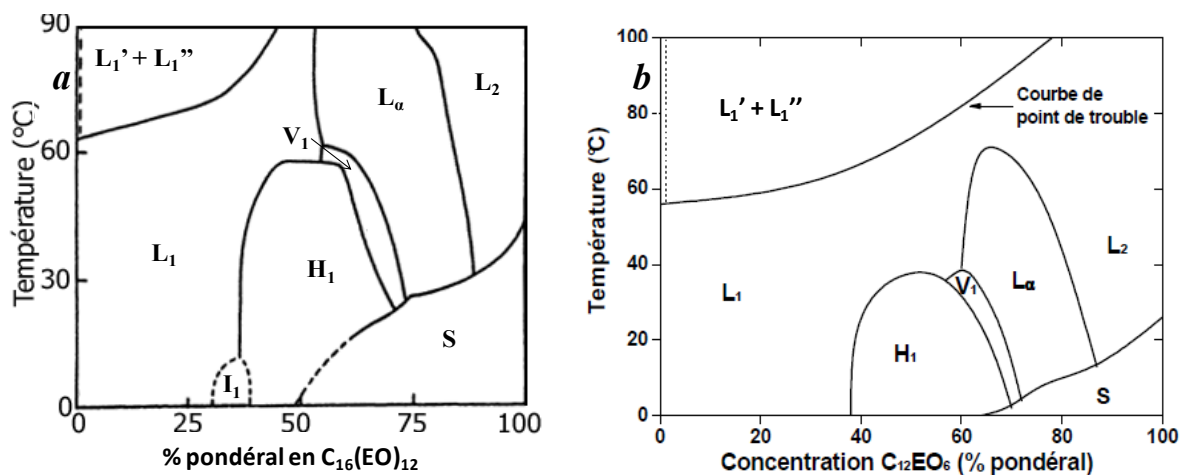 a
Température (°C)
90
60
30
0
L₁' + L₁''
Lα
L₂
V₁
L₁
H₁
I₁
S
0
25
50
75
100
% pondéral en C₁₆(EO)₁₂
b
Température (°C)
100
80
60
40
20
0
L₁' + L₁''
Courbe de
point de trouble
L₁
V₁
Lα
L₂
H₁
S
0
20
40
60
80
100
Concentration C₁₂EO₆ (% pondéral)